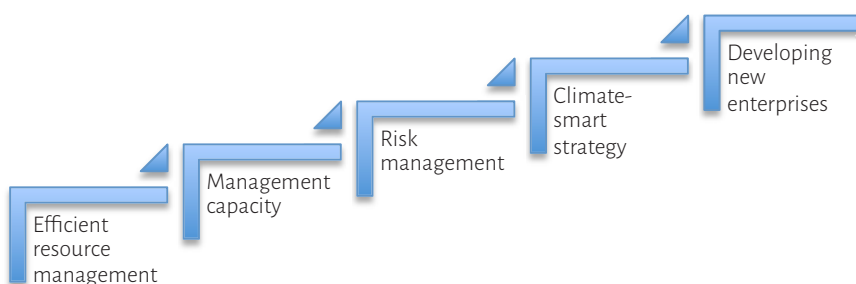 Efficient
resource
management
Management
capacity
Risk
management
Climate-
smart
strategy
Developing
new
enterprises